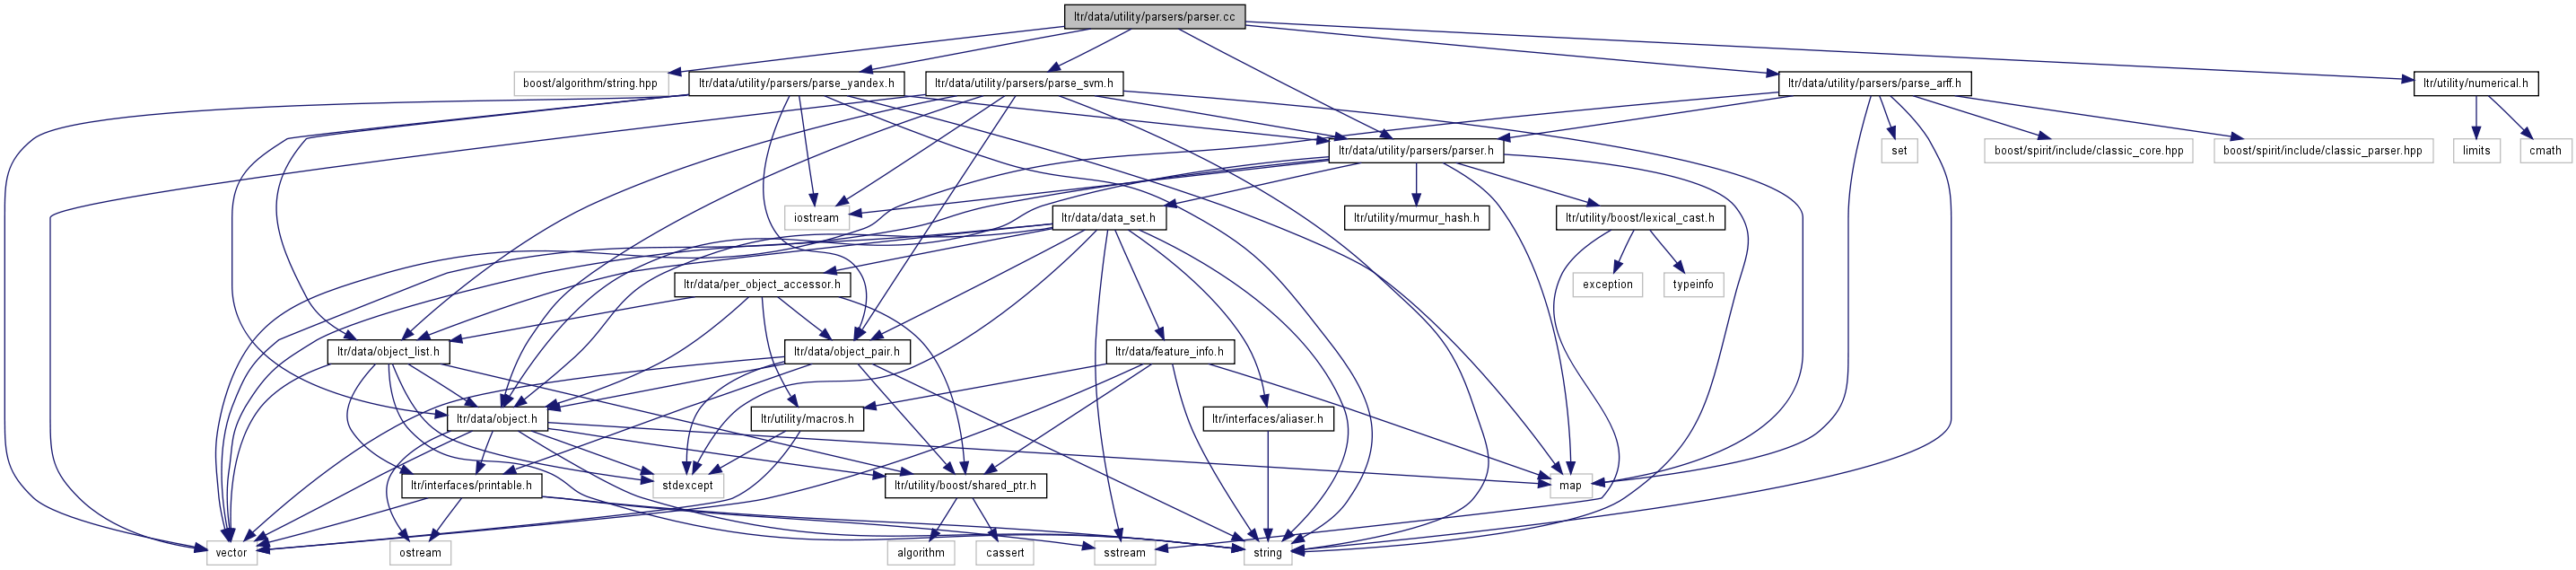 ltr/data/utility/parsers/parser.cc
boost/algorithm/string.hpp
ltr/data/utility/parsers/parse_yandex.h
ltr/data/utility/parsers/parse_svm.h
ltr/data/utility/parsers/parse_arff.h
ltr/utility/numerical.h
ltr/data/utility/parsers/parser.h
set
boost/spirit/include/classic_core.hpp
boost/spirit/include/classic_parser.hpp
limits
cmath
iostream
ltr/data/data_set.h
ltr/utility/murmur_hash.h
ltr/utility/boost/lexical_cast.h
ltr/data/per_object_accessor.h
exception
typeinfo
ltr/data/object_list.h
ltr/data/object_pair.h
ltr/data/feature_info.h
ltr/data/object.h
ltr/utility/macros.h
ltr/interfaces/aliaser.h
ltr/interfaces/printable.h
stdexcept
ltr/utility/boost/shared_ptr.h
map
vector
ostream
algorithm
cassert
sstream
string